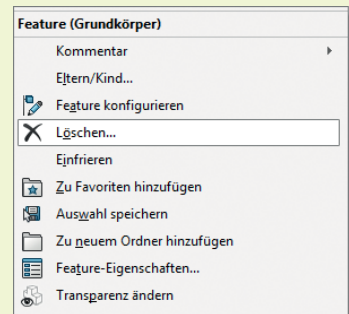 Feature (Grundkörper)
Kommentar
Eltern/Kind...
Feature konfigurieren
Löschen...
Einfrieren
Zu Favoriten hinzufügen
Auswahl speichern
Zu neuem Ordner hinzufügen
Feature-Eigenschaften...
Transparenz ändern